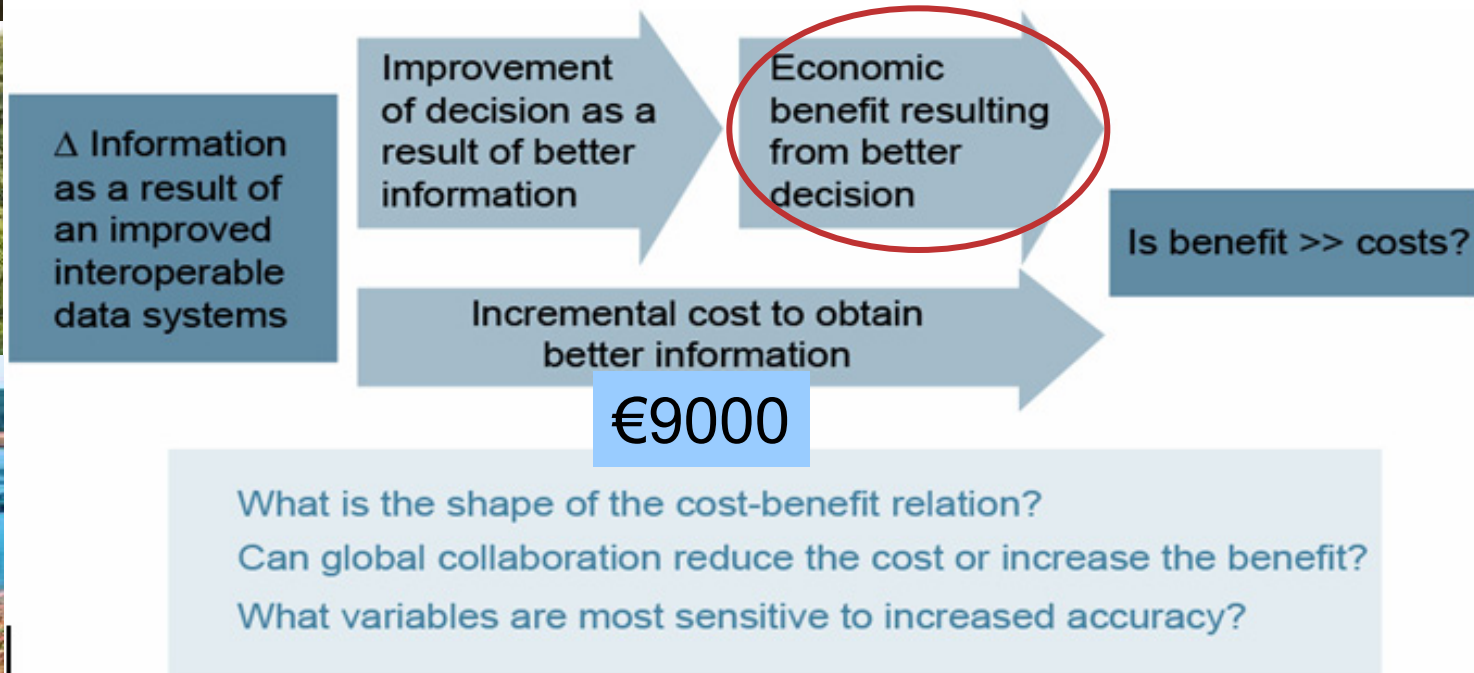 Δ Information
as a result of
an improved
interoperable
data systems
Improvement
of decision as a
result of better
information
Economic
benefit resulting
from better
decision
Incremental cost to obtain
better information
€9000
Is benefit >> costs?
What is the shape of the cost-benefit relation?
Can global collaboration reduce the cost or increase the benefit?
What variables are most sensitive to increased accuracy?